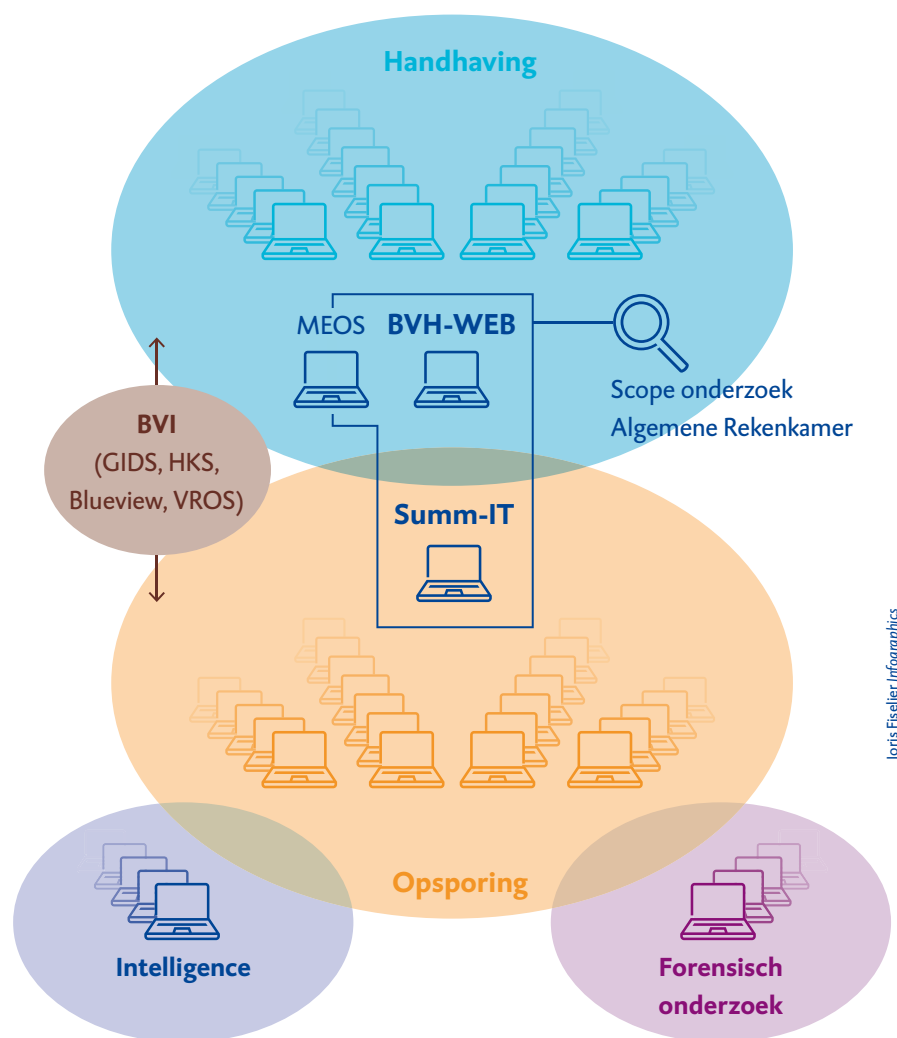 Handhaving
MEOS BVH-WEB
Scope onderzoek
Algemene Rekenkamer
BVI
(GIDS, HKS,
Blueview, VROS)
Summ-IT
Joris Fiselier Infographics
Opsporing
Intelligence
Forensisch
onderzoek